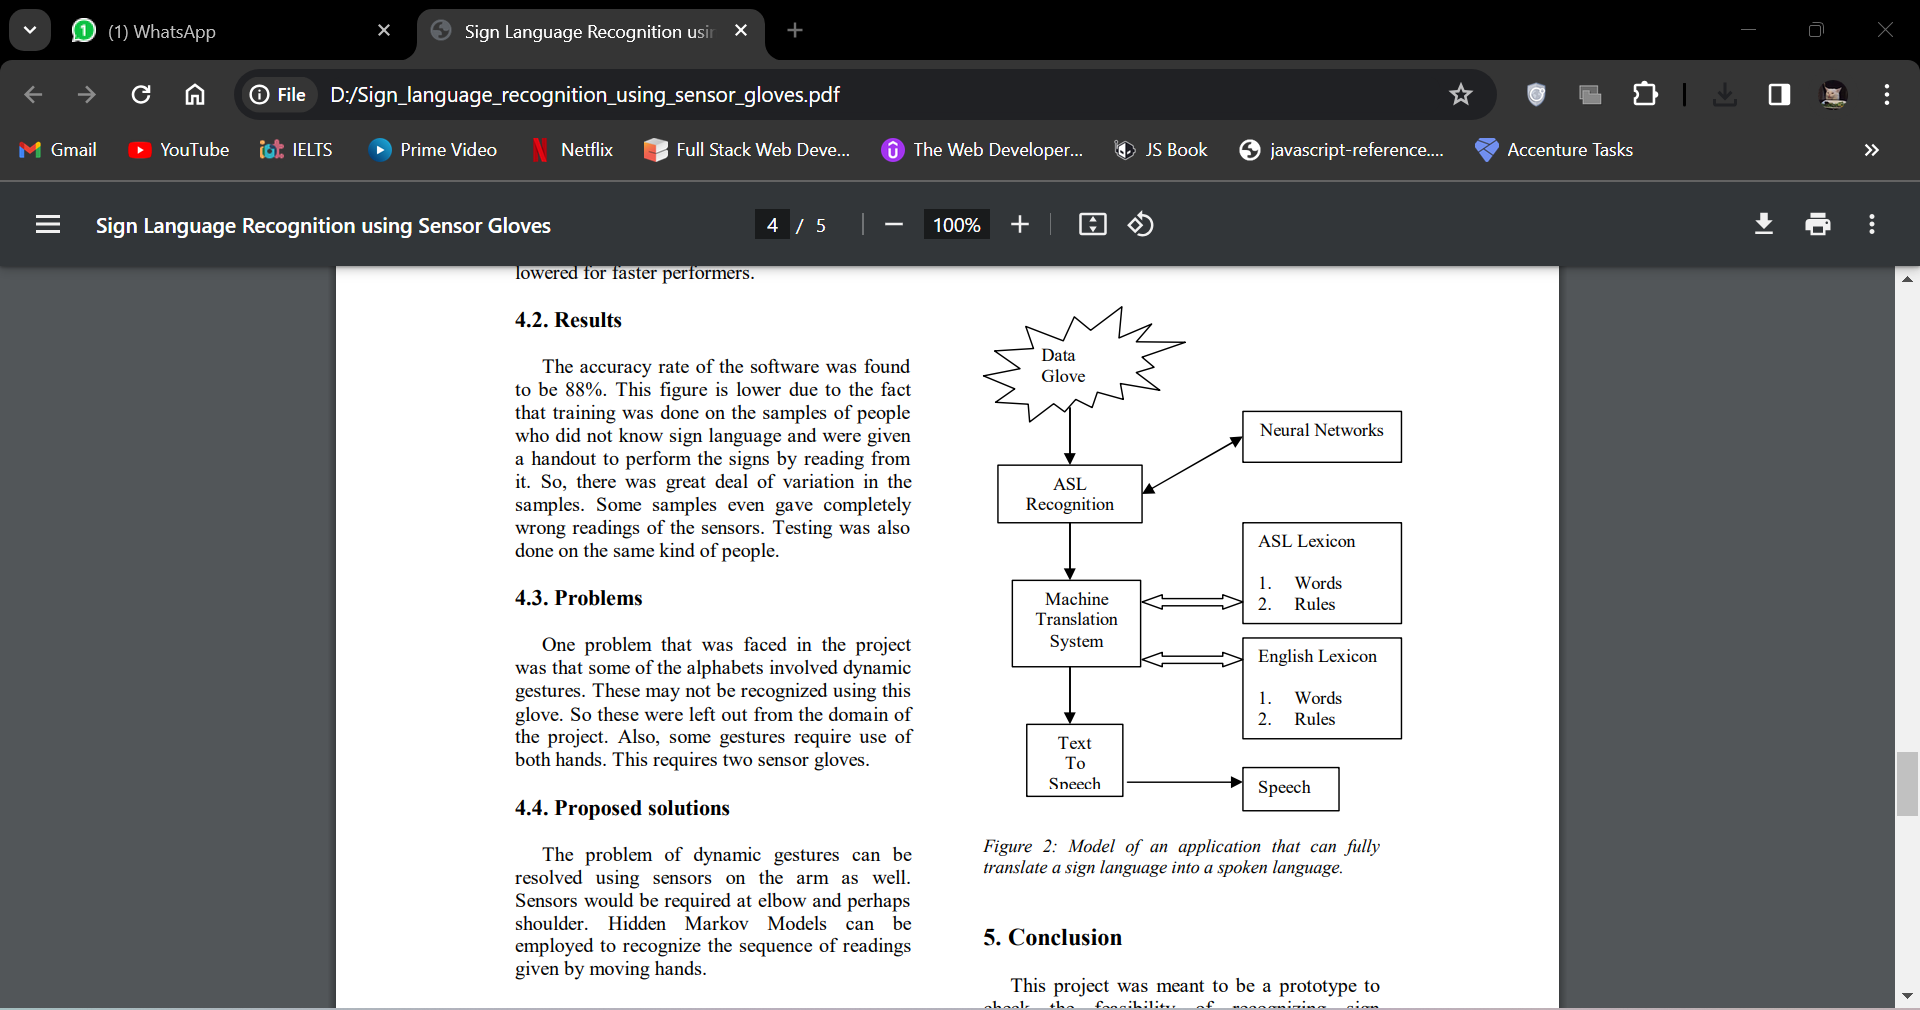 (1) WhatsApp
Sign Language Recognition usin
File
D:/Sign_language_recognition_using_sensor_gloves.pdf
Gmail
YouTube
IELTS
Prime Video
Netflix
Full Stack Web Deve...
The Web Developer...
JS Book
javascript-reference....
Accenture Tasks
Sign Language Recognition using Sensor Gloves
4 / 5
100%
lowered for faster performers.
4.2. Results
The accuracy rate of the software was found
to be 88%. This figure is lower due to the fact
that training was done on the samples of people
who did not know sign language and were given
a handout to perform the signs by reading from
it. So, there was great deal of variation in the
samples. Some samples even gave completely
wrong readings of the sensors. Testing was also
done on the same kind of people.
4.3. Problems
One problem that was faced in the project
was that some of the alphabets involved dynamic
gestures. These may not be recognized using this
glove. So these were left out from the domain of
the project. Also, some gestures require use of
both hands. This requires two sensor gloves.
4.4. Proposed solutions
The problem of dynamic gestures can be
resolved using sensors on the arm as well.
Sensors would be required at elbow and perhaps
shoulder. Hidden Markov Models can be
employed to recognize the sequence of readings
given by moving hands.
Data
Glove
Neural Networks
ASL
Recognition
ASL Lexicon
1. Words
2. Rules
Machine
Translation
System
English Lexicon
1. Words
2. Rules
Text
To
Speech
Speech
Figure 2: Model of an application that can fully
translate a sign language into a spoken language.
5. Conclusion
This project was meant to be a prototype to
check the feasibility of recognizing sign